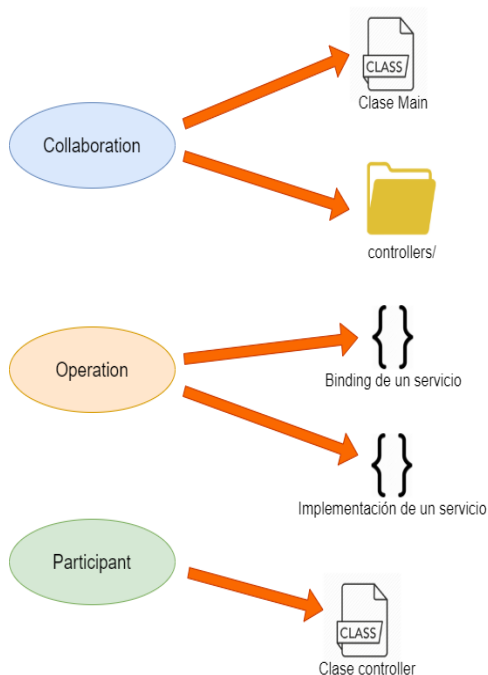 CLASS
Clase Main
Collaboration
controllers/
Operation
Binding de un servicio
Implementación de un servicio
Participant
CLASS
Clase controller